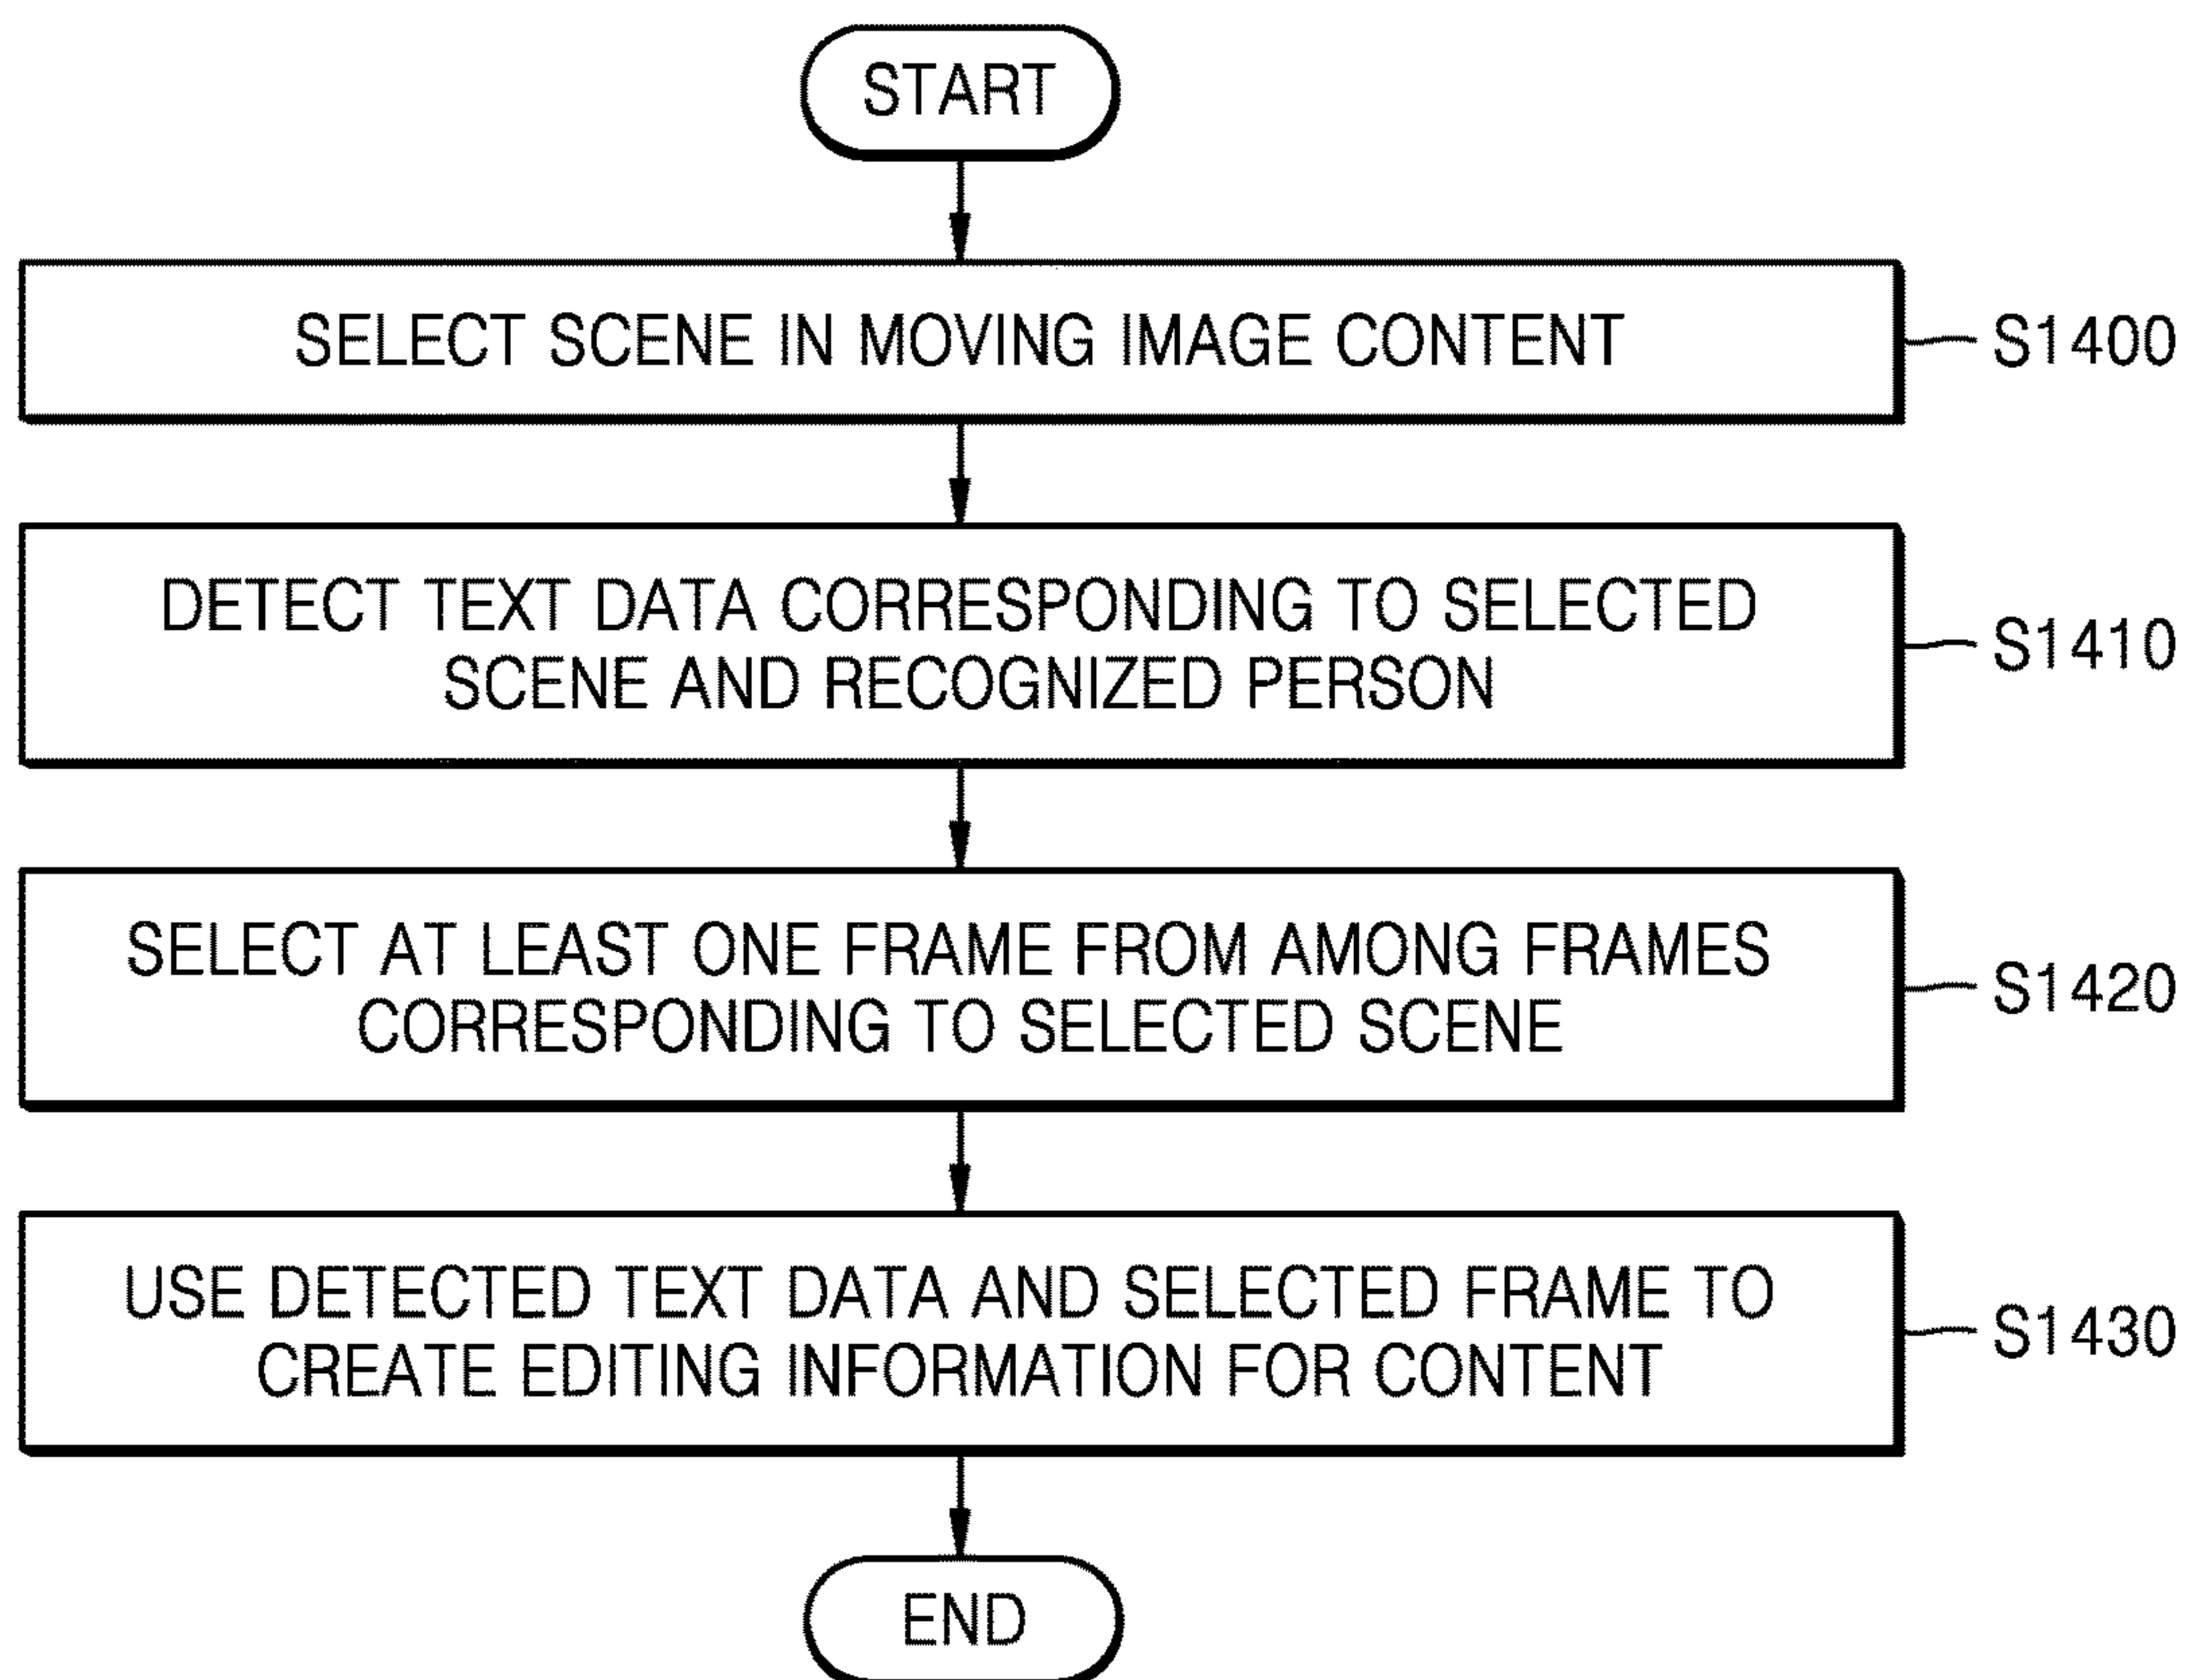 START
SELECT SCENE IN MOVING IMAGE CONTENT
S1400
DETECT TEXT DATA CORRESPONDING TO SELECTED
SCENE AND RECOGNIZED PERSON
S1410
SELECT AT LEAST ONE FRAME FROM AMONG FRAMES
CORRESPONDING TO SELECTED SCENE
S1420
USE DETECTED TEXT DATA AND SELECTED FRAME TO
CREATE EDITING INFORMATION FOR CONTENT
S1430
END